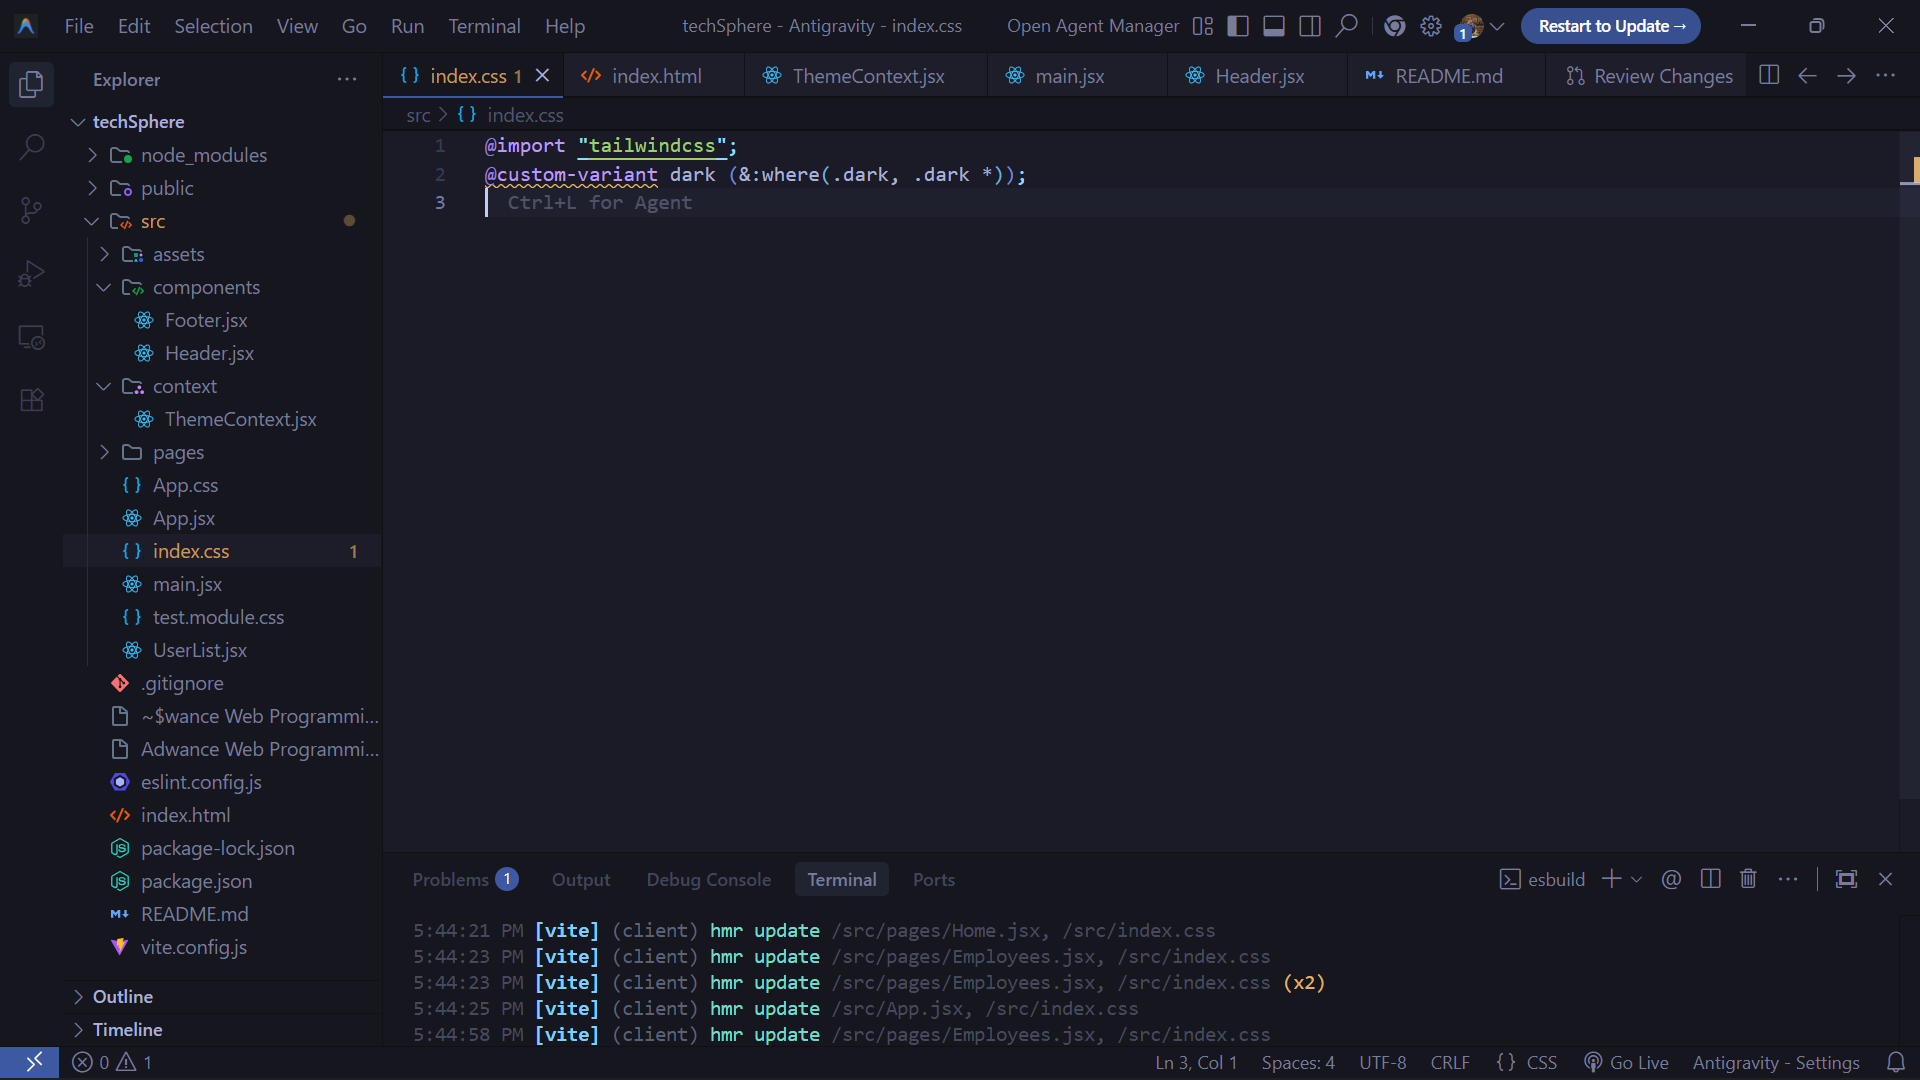 File Edit Selection View Go Run Terminal Help techSphere - Antigravity - index.css Open Agent Manager 1 Restart to Update →
Explorer
techSphere
node_modules
public
src
assets
components
Footer.jsx
Header.jsx
context
ThemeContext.jsx
pages
App.css
App.jsx
index.css 1
main.jsx
test.module.css
UserList.jsx
.gitignore
~$wance Web Programmi...
Adwance Web Programmi...
eslint.config.js
index.html
package-lock.json
package.json
README.md
vite.config.js
Outline
Timeline
index.css 1 index.html ThemeContext.jsx main.jsx Header.jsx README.md Review Changes
src > {} index.css
1 @import "tailwindcss";
2 @custom-variant dark (&:where(.dark, .dark *));
3 Ctrl+L for Agent
Problems 1 Output Debug Console Terminal Ports esbuild
5:44:21 PM [vite] (client) hmr update /src/pages/Home.jsx, /src/index.css
5:44:23 PM [vite] (client) hmr update /src/pages/Employees.jsx, /src/index.css
5:44:23 PM [vite] (client) hmr update /src/pages/Employees.jsx, /src/index.css (x2)
5:44:25 PM [vite] (client) hmr update /src/App.jsx, /src/index.css
5:44:58 PM [vite] (client) hmr update /src/pages/Employees.jsx, /src/index.css
0 1 Ln 3, Col 1 Spaces: 4 UTF-8 CRLF {} CSS Go Live Antigravity - Settings